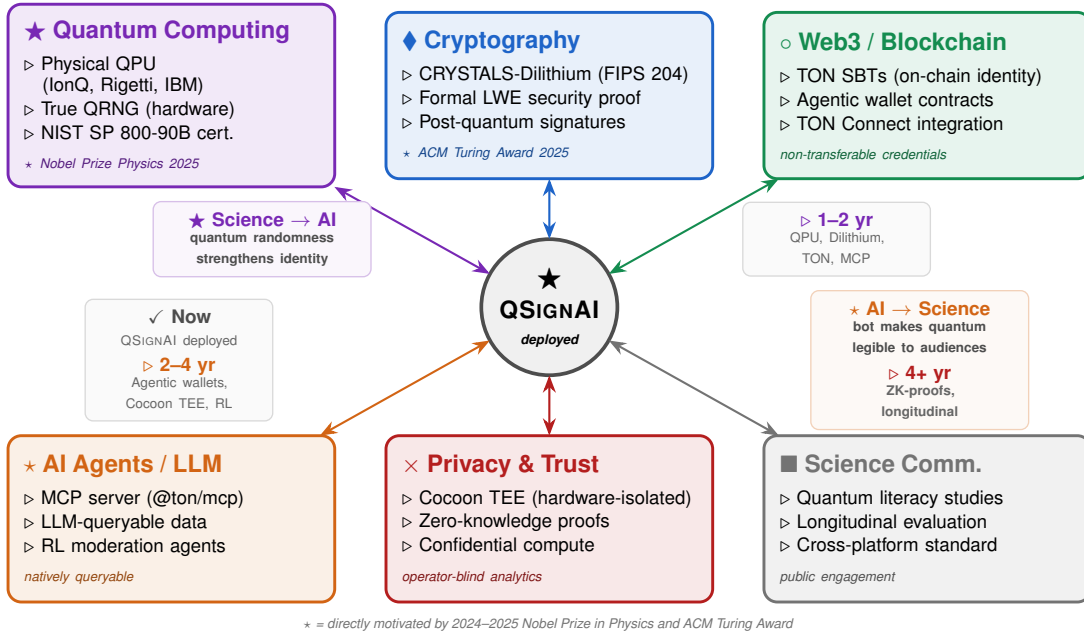 ★ Quantum Computing
▷ Physical QPU
(IonQ, Rigetti, IBM)
▷ True QRNG (hardware)
▷ NIST SP 800-90B cert.
⋆ Nobel Prize Physics 2025
♦ Cryptography
▷ CRYSTALS-Dilithium (FIPS 204)
▷ Formal LWE security proof
▷ Post-quantum signatures
⋆ ACM Turing Award 2025
○ Web3 / Blockchain
▷ TON SBTs (on-chain identity)
▷ Agentic wallet contracts
▷ TON Connect integration
non-transferable credentials
★ Science → AI
quantum randomness
strengthens identity
▷ 1–2 yr
QPU, Dilithium,
TON, MCP
★
QSIGNAI
deployed
✓ Now
QSIGNAI deployed
▷ 2–4 yr
Agentic wallets,
Cocoon TEE, RL
⋆ AI → Science
bot makes quantum
legible to audiences
▷ 4+ yr
ZK-proofs,
longitudinal
⋆ AI Agents / LLM
▷ MCP server (@ton/mcp)
▷ LLM-queryable data
▷ RL moderation agents
natively queryable
× Privacy & Trust
▷ Cocoon TEE (hardware-isolated)
▷ Zero-knowledge proofs
▷ Confidential compute
operator-blind analytics
■ Science Comm.
▷ Quantum literacy studies
▷ Longitudinal evaluation
▷ Cross-platform standard
public engagement
⋆ = directly motivated by 2024–2025 Nobel Prize in Physics and ACM Turing Award